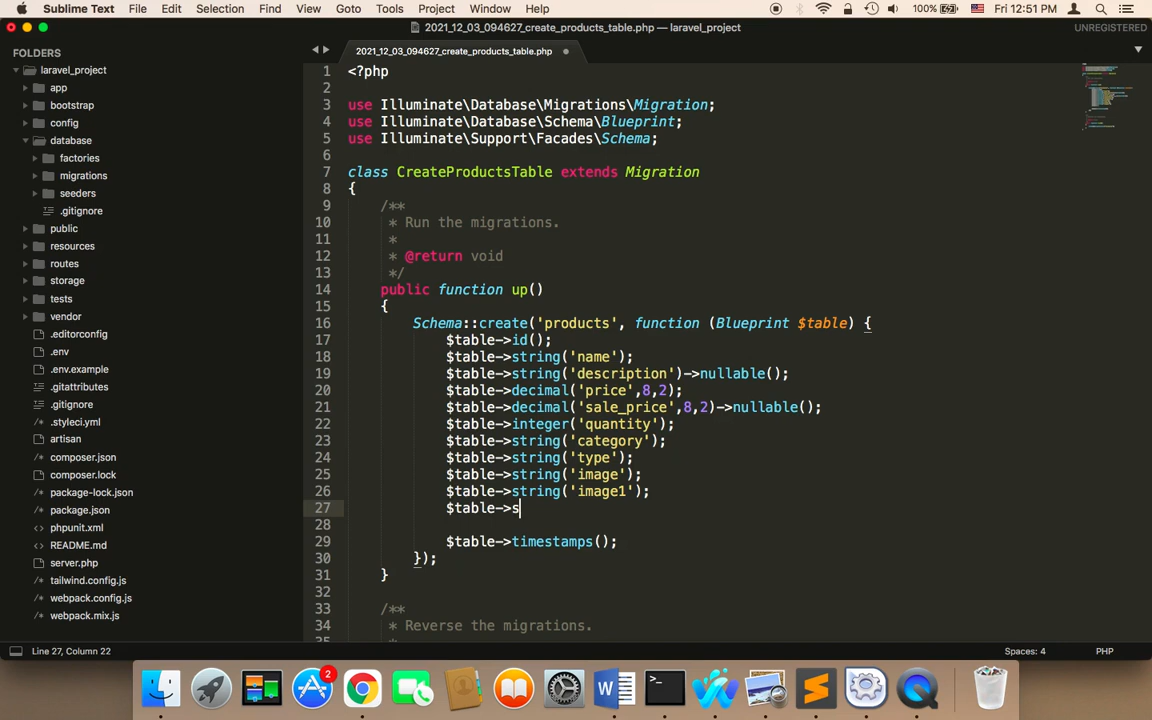 Sublime Text File Edit Selection Find View Goto Tools Project Window Help 100% Fri 12:51 PM
2021_12_03_094627_create_products_table.php — laravel_project
UNREGISTERED
FOLDERS
laravel_project
app
bootstrap
config
database
factories
migrations
seeders
.gitignore
public
resources
routes
storage
tests
vendor
.editorconfig
.env
.env.example
.gitattributes
.gitignore
.styleci.yml
artisan
composer.json
composer.lock
package-lock.json
package.json
phpunit.xml
README.md
server.php
tailwind.config.js
webpack.config.js
webpack.mix.js
2021_12_03_094627_create_products_table.php
1 <?php
2
3 use Illuminate\Database\Migrations\Migration;
4 use Illuminate\Database\Schema\Blueprint;
5 use Illuminate\Support\Facades\Schema;
6
7 class CreateProductsTable extends Migration
8 {
9 /**
10 * Run the migrations.
11 *
12 * @return void
13 */
14 public function up()
15 {
16 Schema::create('products', function (Blueprint $table) {
17 $table->id();
18 $table->string('name');
19 $table->string('description')->nullable();
20 $table->decimal('price',8,2);
21 $table->decimal('sale_price',8,2)->nullable();
22 $table->integer('quantity');
23 $table->string('category');
24 $table->string('type');
25 $table->string('image');
26 $table->string('image1');
27 $table->s
28
29 $table->timestamps();
30 });
31 }
32
33 /**
34 * Reverse the migrations.
35 *
Line 27, Column 22
Spaces: 4
PHP
2